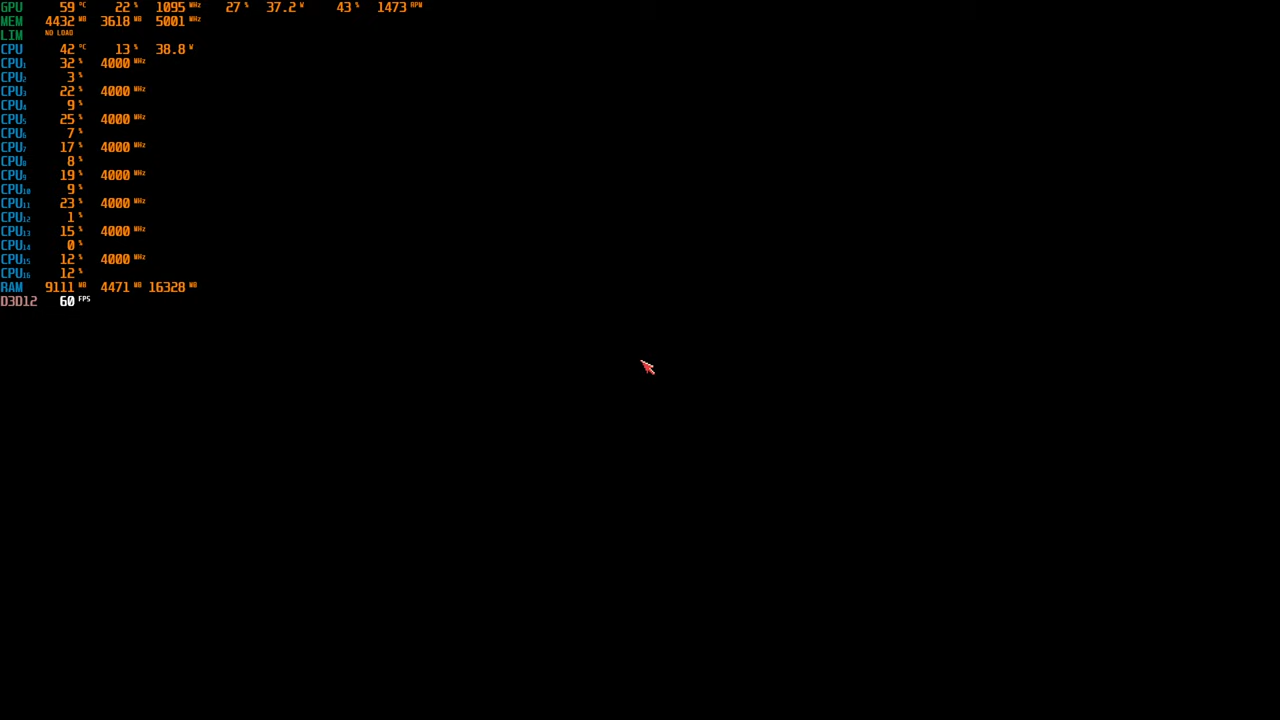 GPU 59 °C 22 % 1095 MHz 27 % 37.2 W 43 % 1473 RPM
MEM 4432 MB 3618 MB 5001 MHz
LIM NO LOAD
CPU 42 °C 13 % 38.8 W
CPU1 32 % 4000 MHz
CPU2 3 %
CPU3 22 % 4000 MHz
CPU4 9 %
CPU5 25 % 4000 MHz
CPU6 7 %
CPU7 17 % 4000 MHz
CPU8 8 %
CPU9 19 % 4000 MHz
CPU10 9 %
CPU11 23 % 4000 MHz
CPU12 1 %
CPU13 15 % 4000 MHz
CPU14 0 %
CPU15 12 % 4000 MHz
CPU16 12 %
RAM 9111 MB 4471 MB 16328 MB
D3D12 60 FPS